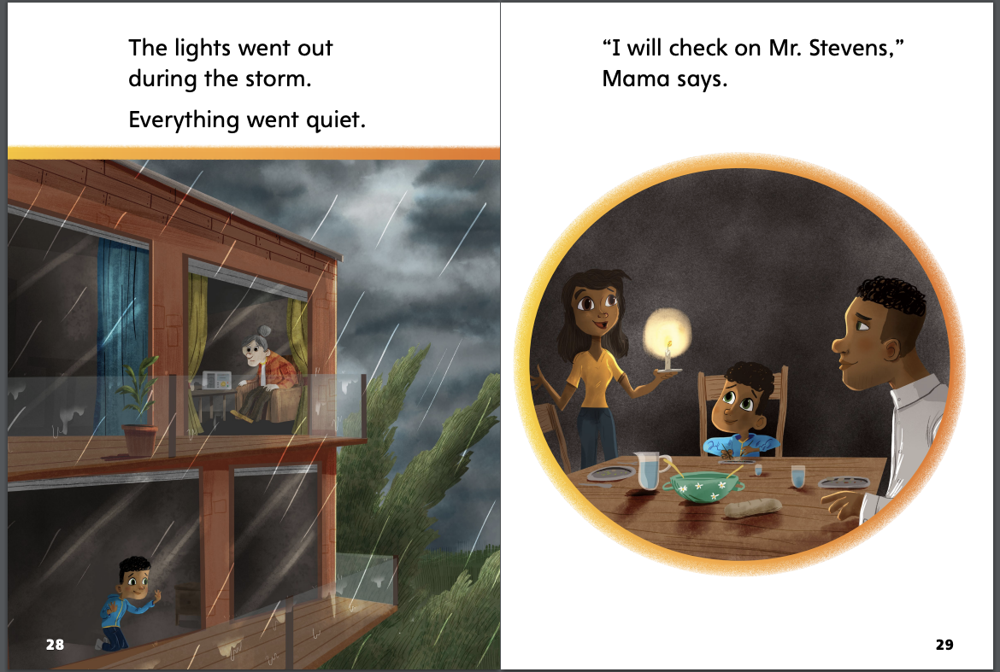 The lights went out
during the storm.
Everything went quiet.
28
“I will check on Mr. Stevens,”
Mama says.
29